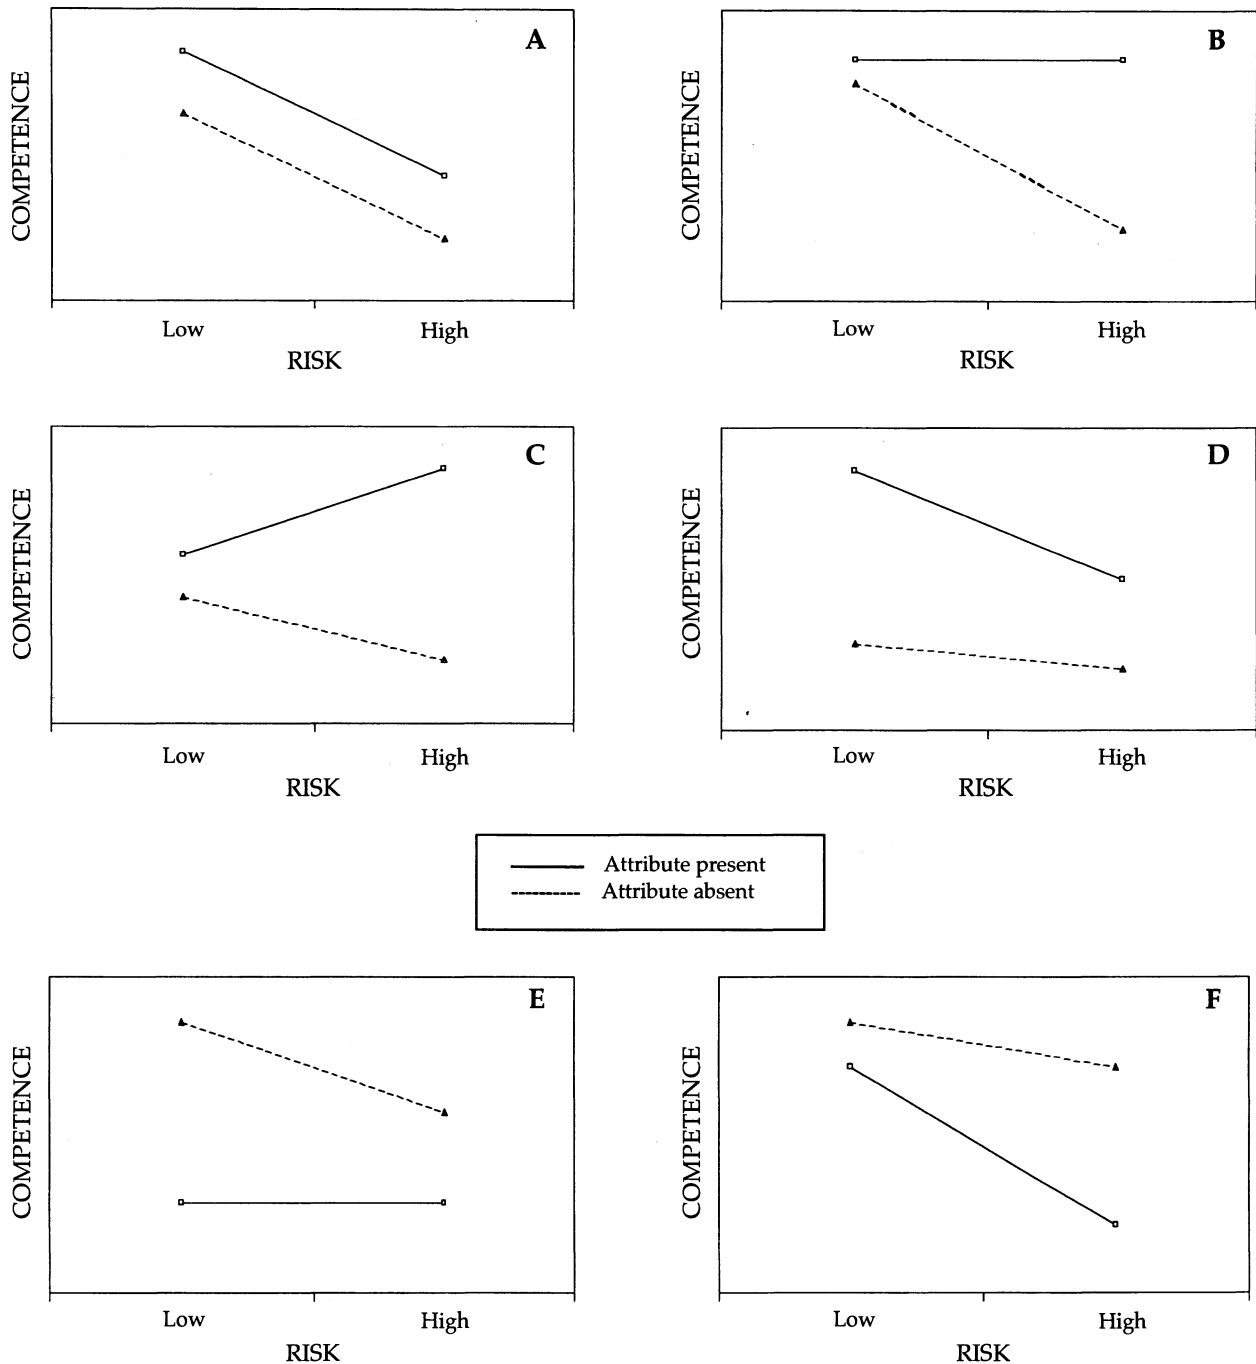 A
COMPETENCE
Low
High
RISK
B
COMPETENCE
Low
High
RISK
C
COMPETENCE
Low
High
RISK
D
COMPETENCE
Low
High
RISK
Attribute present
Attribute absent
E
COMPETENCE
Low
High
RISK
F
COMPETENCE
Low
High
RISK